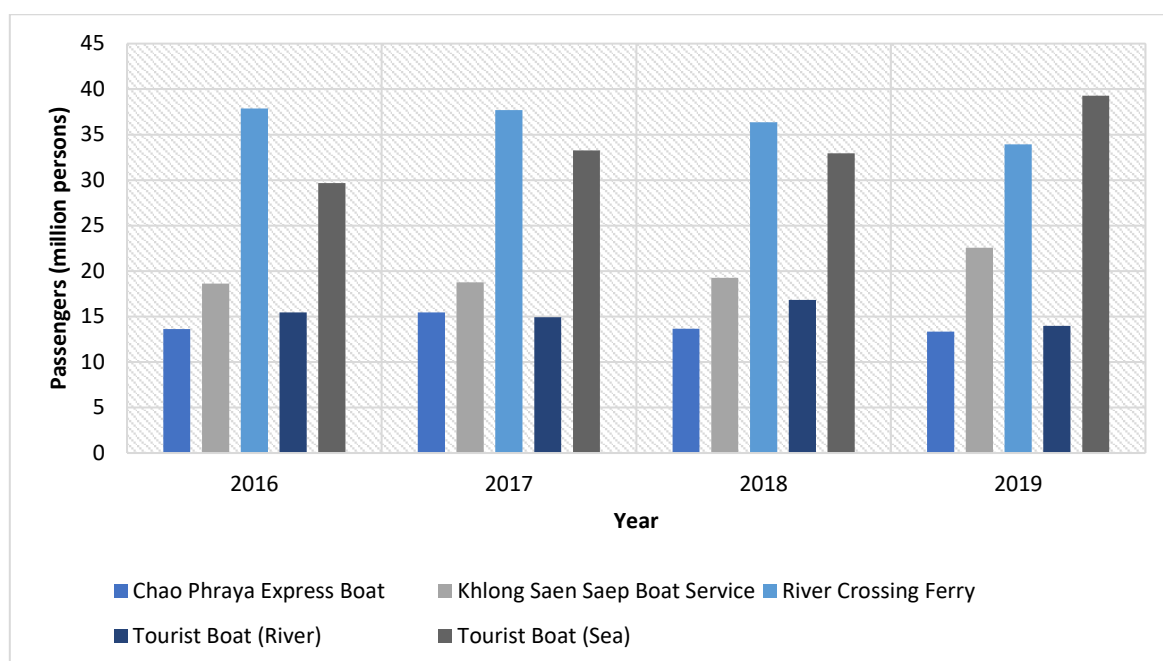 45
40
35
30
25
20
15
10
5
0
Passengers (million persons)
2016 2017 2018 2019
Year
Chao Phraya Express Boat Khlong Saen Saep Boat Service River Crossing Ferry
Tourist Boat (River) Tourist Boat (Sea)